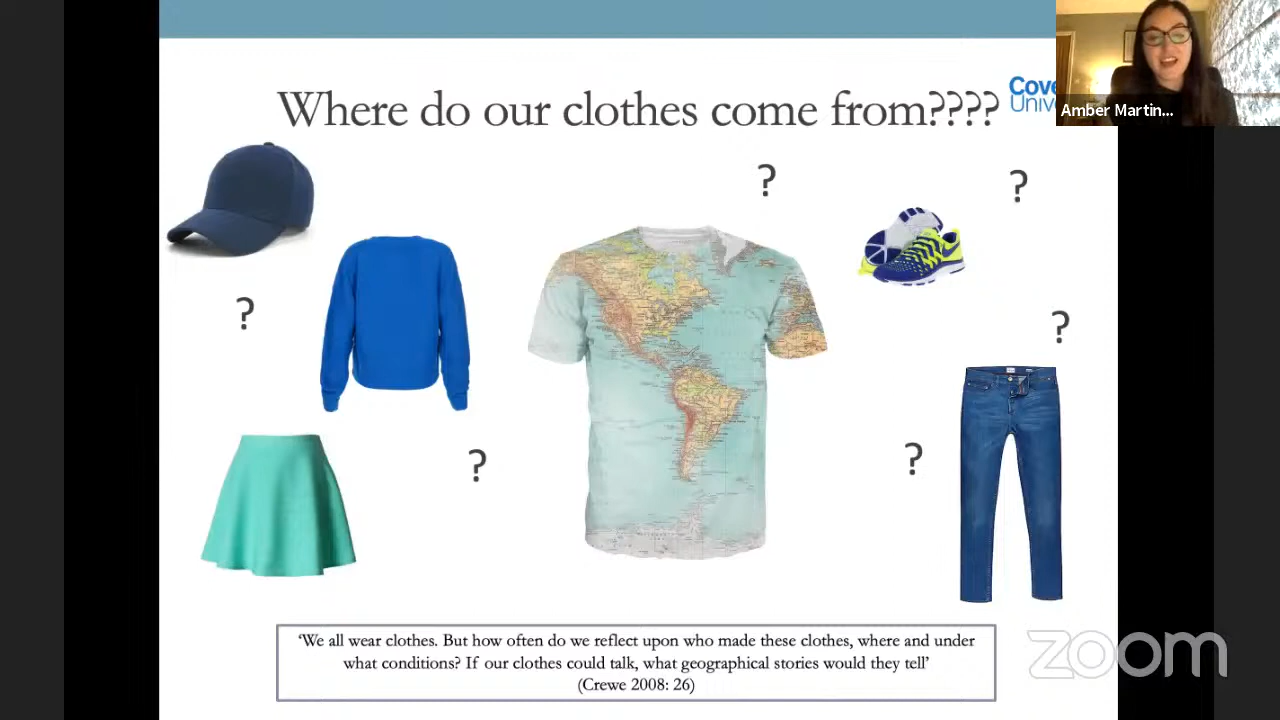 Where do our clothes come from????
Cove
Unive
Amber Martin...
?
?
?
?
?
?
'We all wear clothes. But how often do we reflect upon who made these clothes, where and under
what conditions? If our clothes could talk, what geographical stories would they tell'
(Crewe 2008: 26)
zoom